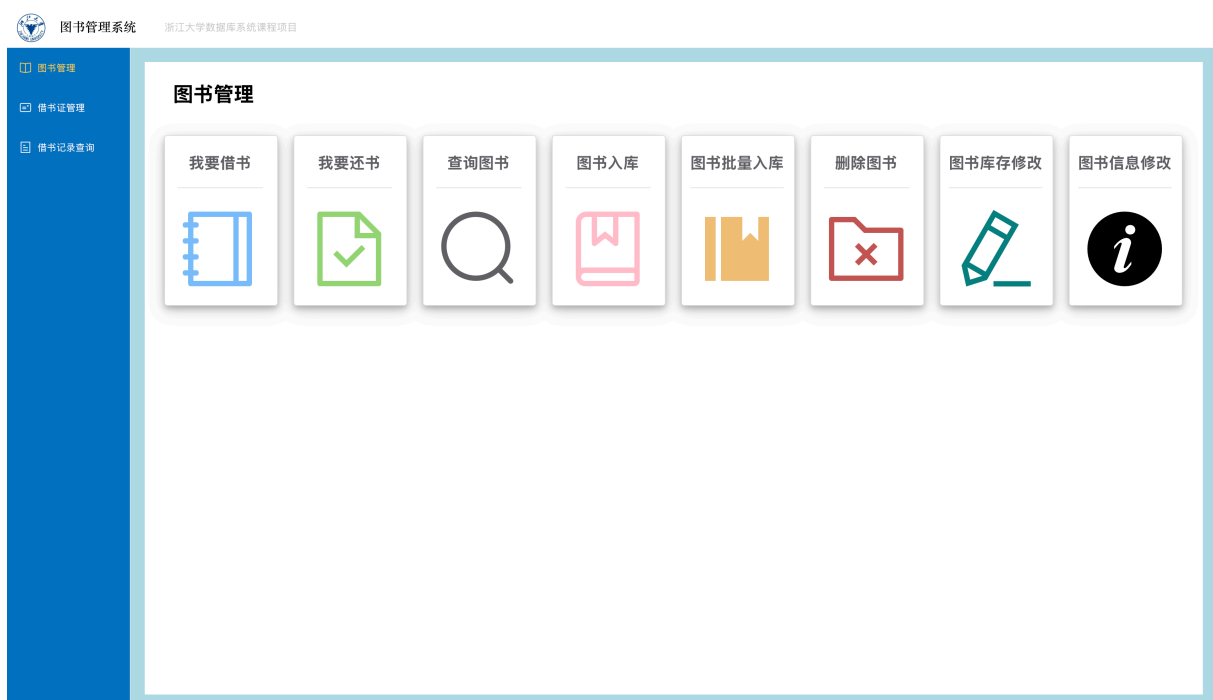 图书管理系统 浙江大学数据库系统课程项目
图书管理
借书证管理
借书记录查询
图书管理
我要借书
我要还书
查询图书
图书入库
图书批量入库
删除图书
图书库存修改
图书信息修改